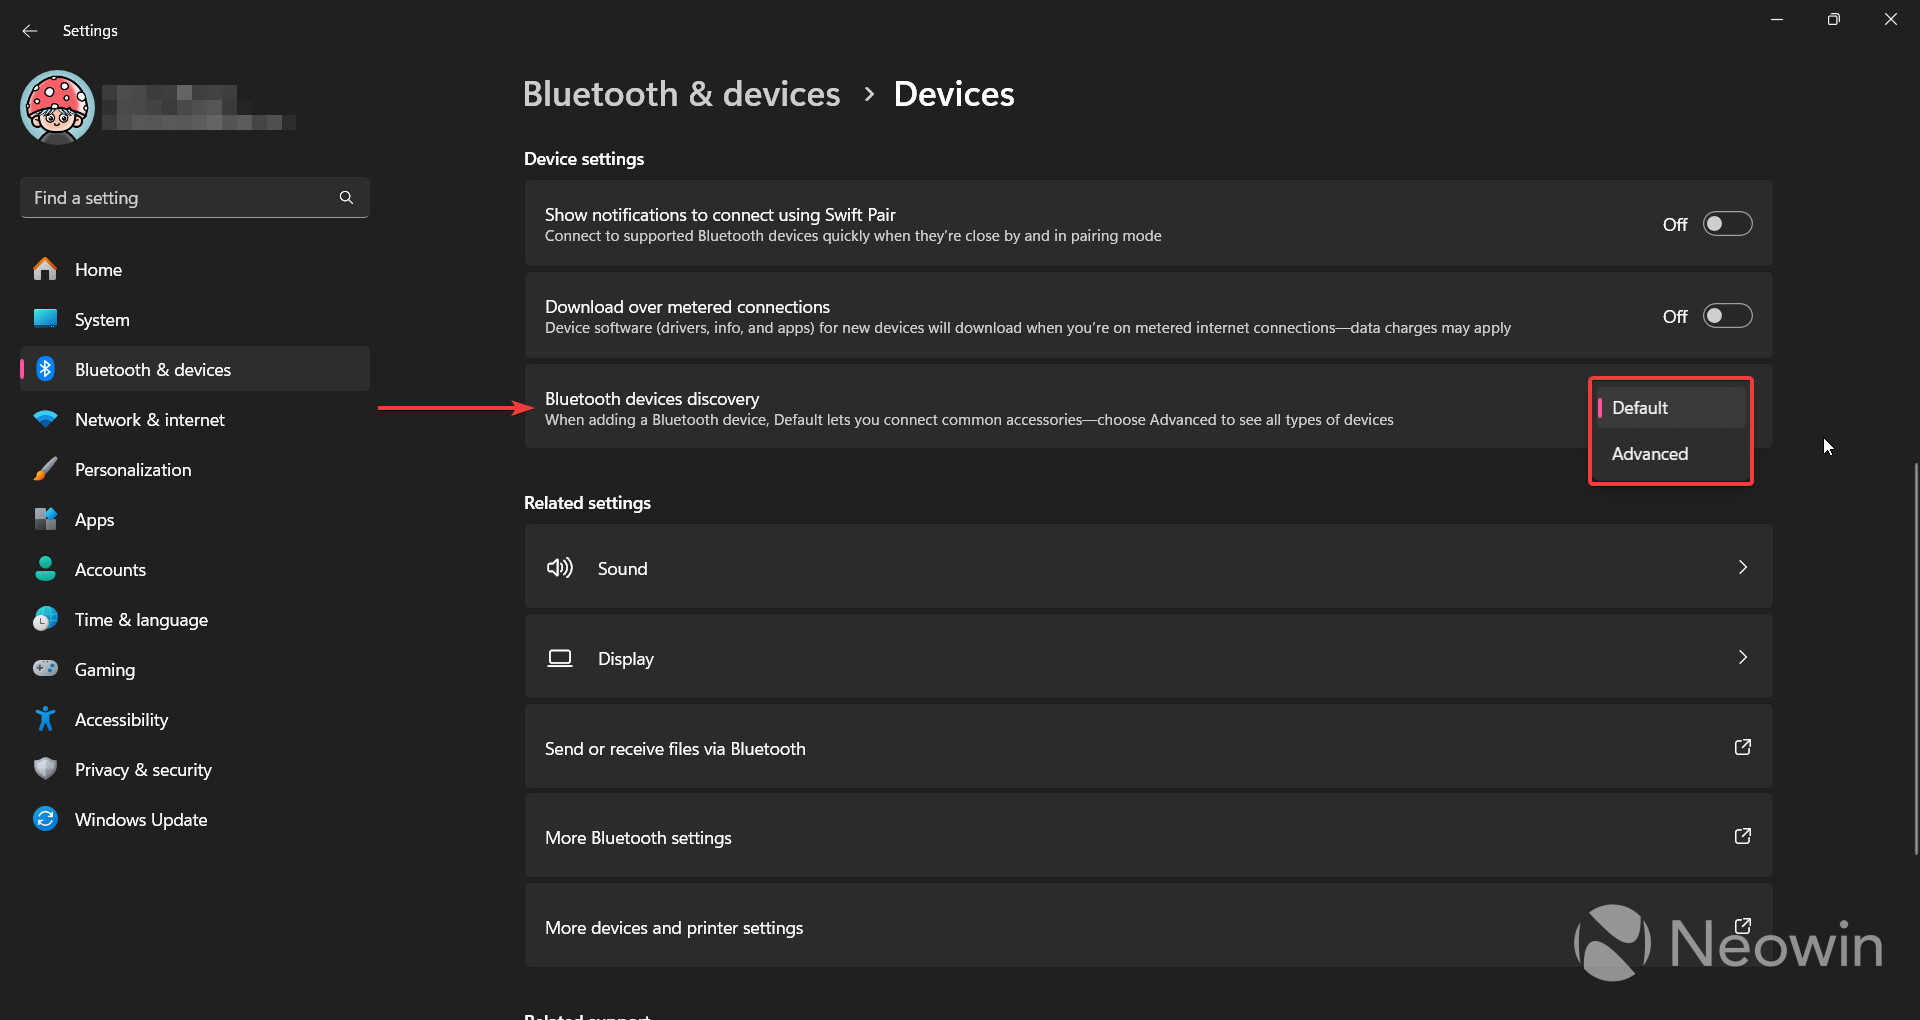 Settings
Find a setting
Home
System
Bluetooth & devices
Network & internet
Personalization
Apps
Accounts
Time & language
Gaming
Accessibility
Privacy & security
Windows Update
Bluetooth & devices › Devices
Device settings
Show notifications to connect using Swift Pair
Connect to supported Bluetooth devices quickly when they're close by and in pairing mode
Off
Download over metered connections
Device software (drivers, info, and apps) for new devices will download when you're on metered internet connections—data charges may apply
Off
Bluetooth devices discovery
When adding a Bluetooth device, Default lets you connect common accessories—choose Advanced to see all types of devices
Default
Advanced
Related settings
Sound
Display
Send or receive files via Bluetooth
More Bluetooth settings
More devices and printer settings
Neowin
Related support